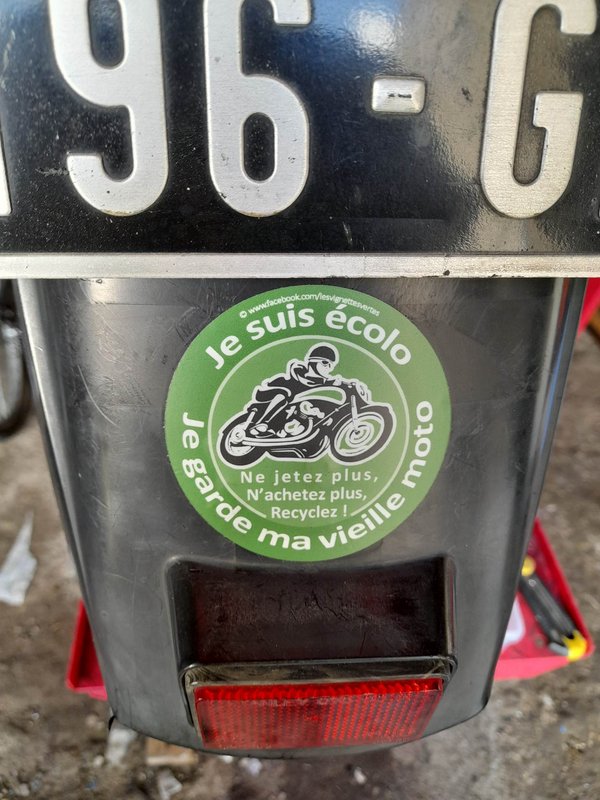 96-G
© www.facebook.com/lesvignettesvertes
Je suis écolo
Ne jetez plus,
N'achetez plus,
Recyclez !
Je garde ma vieille moto